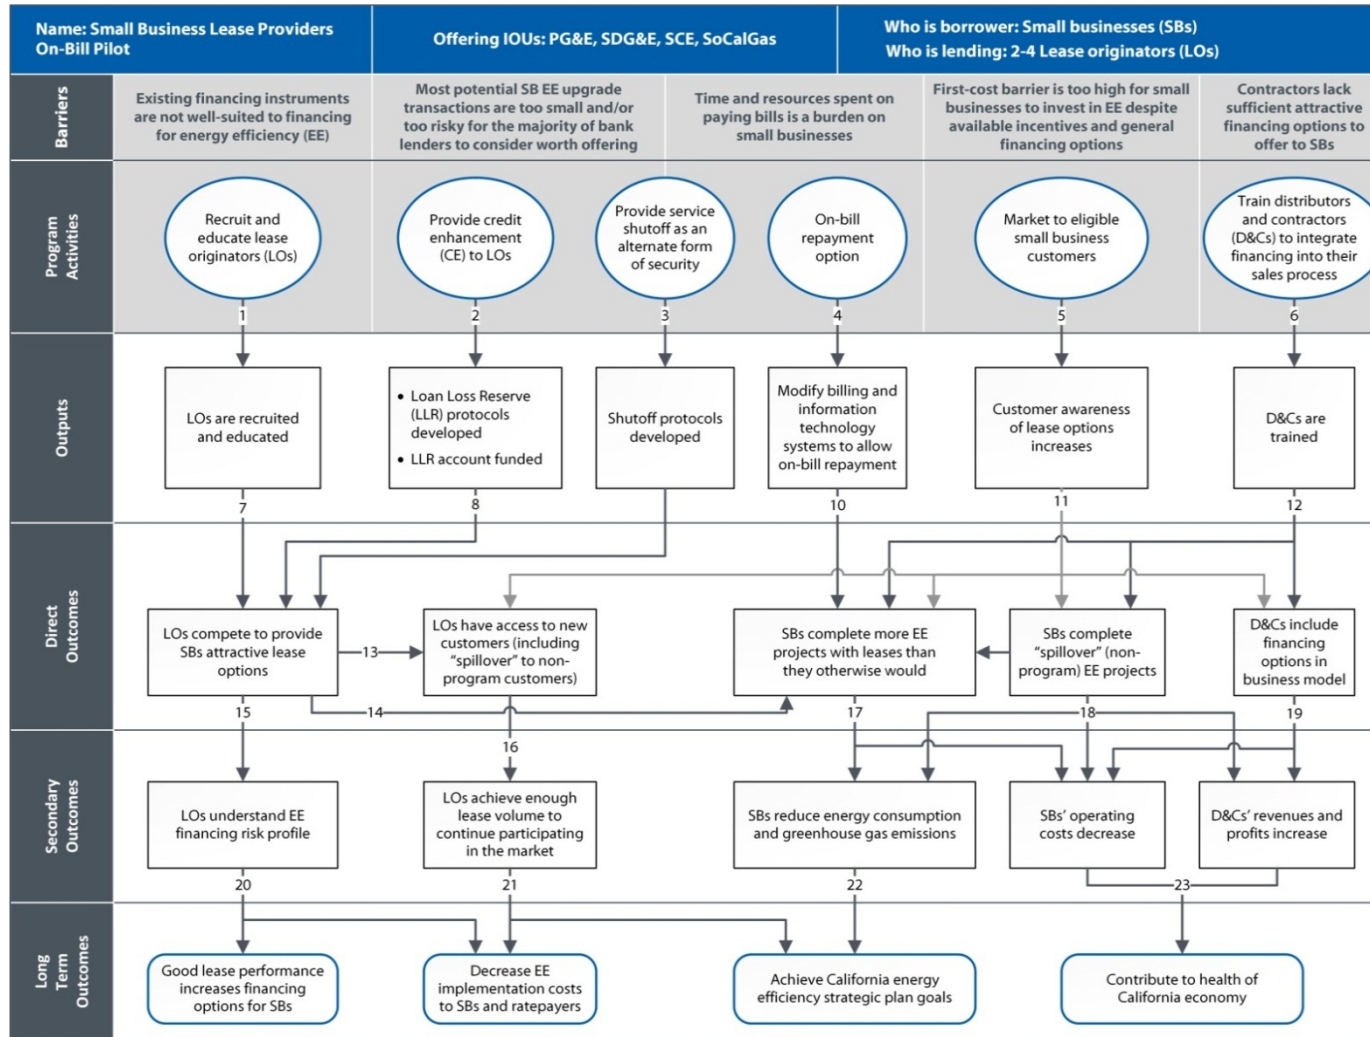 Name: Small Business Lease Providers
On-Bill Pilot
Offering IOUs: PG&E, SDG&E, SCE, SoCalGas
Who is borrower: Small businesses (SBs)
Who is lending: 2-4 Lease originators (LOs)
Barriers
Existing financing instruments
are not well-suited to financing
for energy efficiency (EE)
Most potential SB EE upgrade
transactions are too small and/or
too risky for the majority of bank
lenders to consider worth offering
Time and resources spent on
paying bills is a burden on
small businesses
First-cost barrier is too high for small
businesses to invest in EE despite
available incentives and general
financing options
Contractors lack
sufficient attractive
financing options to
offer to SBs
Program
Activities
Recruit and
educate lease
originators (LOs)
Provide credit
enhancement
(CE) to LOs
Provide service
shutoff as an
alternate form
of security
On-bill
repayment
option
Market to eligible
small business
customers
Train distributors
and contractors
(D&Cs) to integrate
financing into their
sales process
1
2
3
4
5
6
Outputs
LOs are recruited
and educated
• Loan Loss Reserve
(LLR) protocols
developed
• LLR account funded
Shutoff protocols
developed
Modify billing and
information
technology
systems to allow
on-bill repayment
Customer awareness
of lease options
increases
D&Cs are
trained
7
8
10
11
12
Direct
Outcomes
LOs compete to provide
SBs attractive lease
options
13
LOs have access to new
customers (including
"spillover" to non-
program customers)
SBs complete more EE
projects with leases than
they otherwise would
SBs complete
"spillover" (non-
program) EE projects
D&Cs include
financing
options in
business model
15
14
17
18
19
16
Secondary
Outcomes
LOs understand EE
financing risk profile
LOs achieve enough
lease volume to
continue participating
in the market
SBs reduce energy consumption
and greenhouse gas emissions
SBs' operating
costs decrease
D&Cs' revenues and
profits increase
20
21
22
23
Long
Term
Outcomes
Good lease performance
increases financing
options for SBs
Decrease EE
implementation costs
to SBs and ratepayers
Achieve California energy
efficiency strategic plan goals
Contribute to health of
California economy